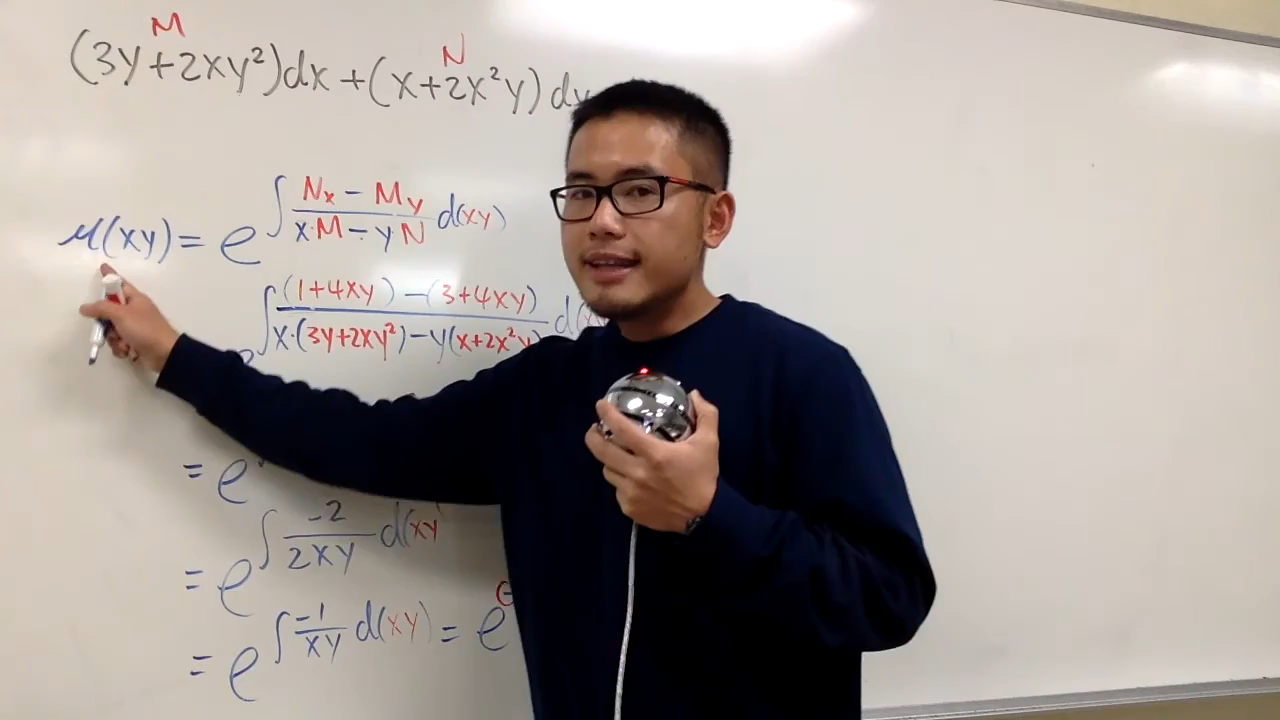 M
(3y+2xy²)dx+(x+2x²y)dy
N
μ(xy)=e^∫(Nx-My)/(x·M-y·N) d(xy)
∫((1+4xy)-(3+4xy))/(x·(3y+2xy²)-y(x+2x²y)) d(x
=e
=e^∫(-2)/(2xy) d(xy
=e^∫(-1)/(xy) d(xy)=e